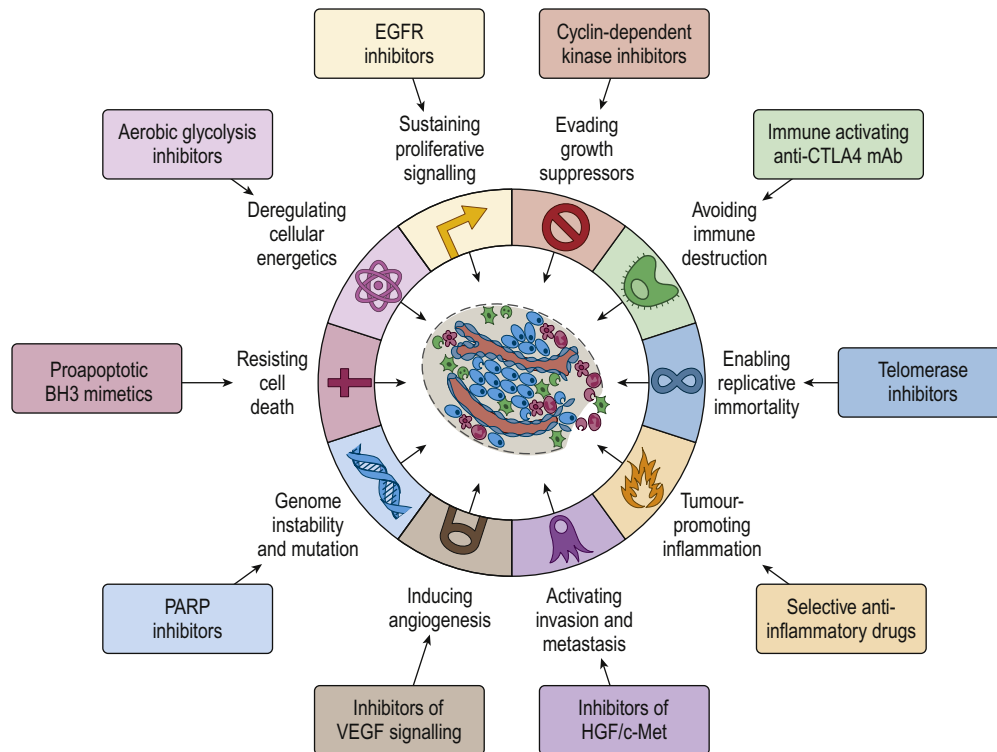 EGFR
inhibitors
Cyclin-dependent
kinase inhibitors
Aerobic glycolysis
inhibitors
Sustaining
proliferative
signalling
Evading
growth
suppressors
Immune activating
anti-CTLA4 mAb
Deregulating
cellular
energetics
Avoiding
immune
destruction
Proapoptotic
BH3 mimetics
Resisting
cell
death
Enabling
replicative
immortality
Telomerase
inhibitors
Genome
instability
and mutation
Tumour-
promoting
inflammation
PARP
inhibitors
Inducing
angiogenesis
Activating
invasion and
metastasis
Selective anti-
inflammatory drugs
Inhibitors of
VEGF signalling
Inhibitors of
HGF/c-Met